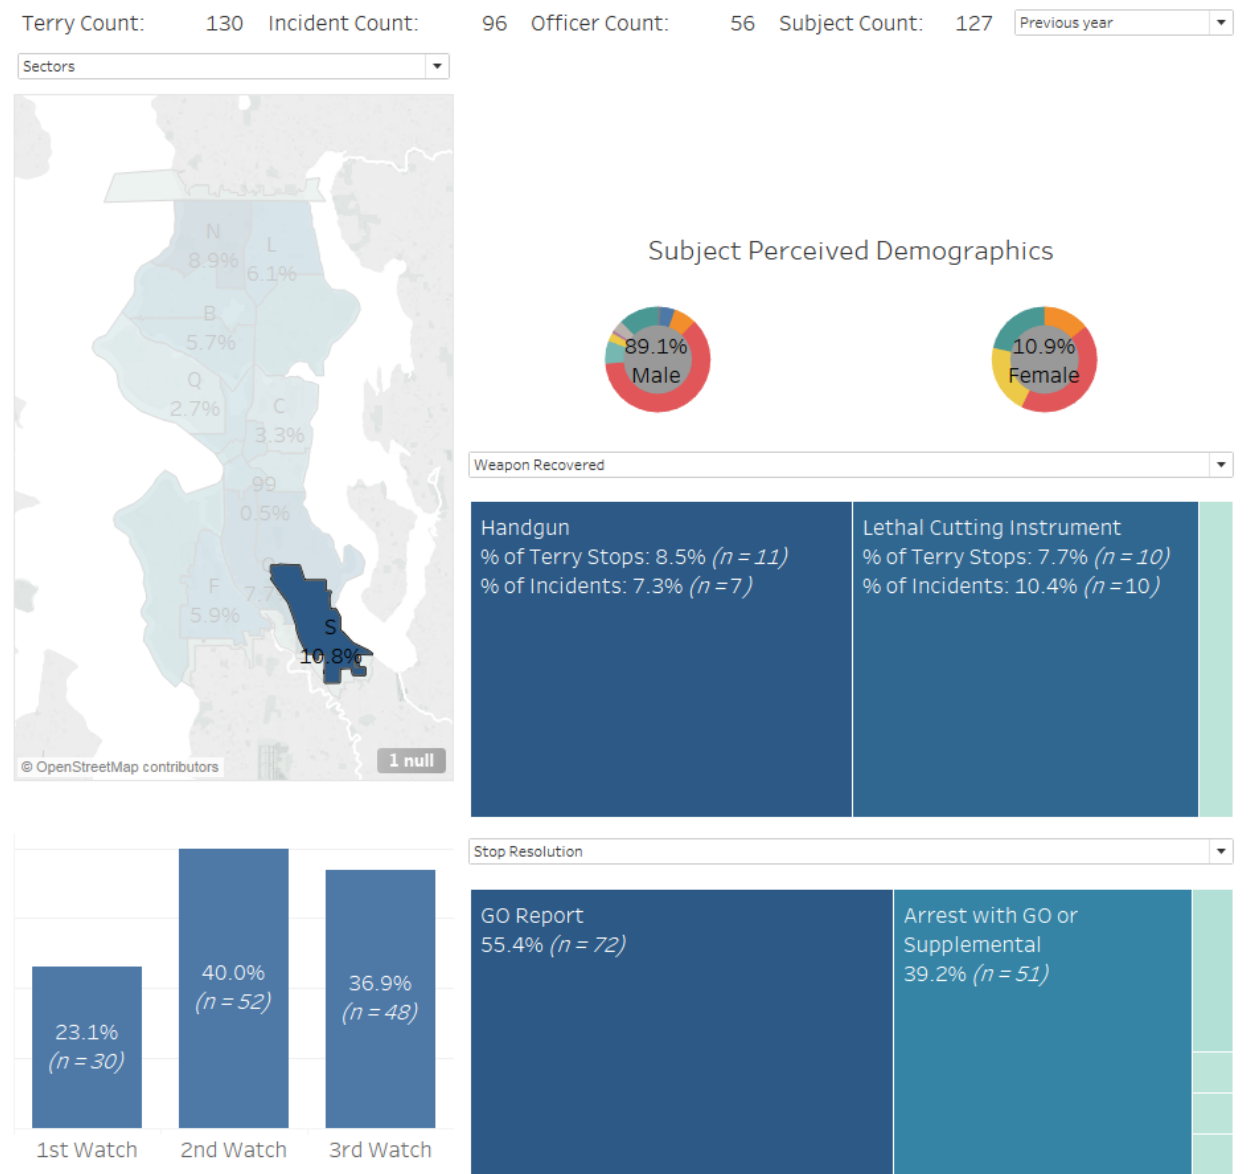 Terry Count: 130 Incident Count: 96 Officer Count: 56 Subject Count: 127 Previous year
Sectors
N
8.9%
L
6.1%
B
5.7%
Q
2.7%
C
3.3%
99
0.5%
F
5.9%
S
10.8%
© OpenStreetMap contributors
1 null
Subject Perceived Demographics
89.1%
Male
10.9%
Female
Weapon Recovered
Handgun
% of Terry Stops: 8.5% (n = 11)
% of Incidents: 7.3% (n =7)
Lethal Cutting Instrument
% of Terry Stops: 7.7% (n = 10)
% of Incidents: 10.4% (n =10)
Stop Resolution
GO Report
55.4% (n = 72)
Arrest with GO or
Supplemental
39.2% (n = 51)
23.1%
(n = 30)
40.0%
(n = 52)
36.9%
(n = 48)
1st Watch 2nd Watch 3rd Watch